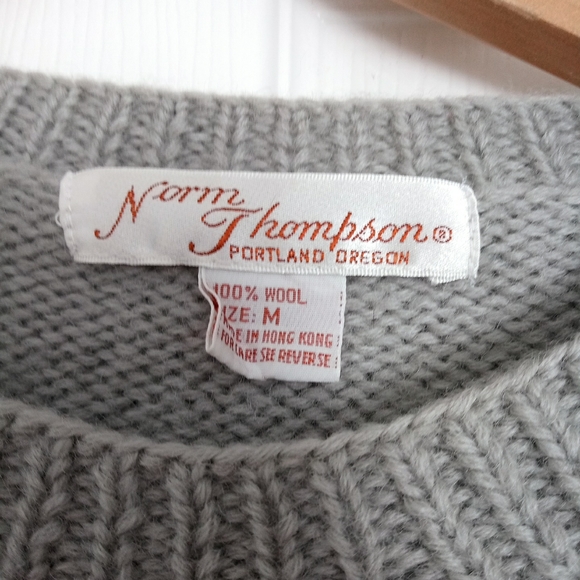 Norm
Thompson®
PORTLAND OREGON
100% WOOL
SIZE: M
MADE IN HONG KONG
FOR CARE SEE REVERSE